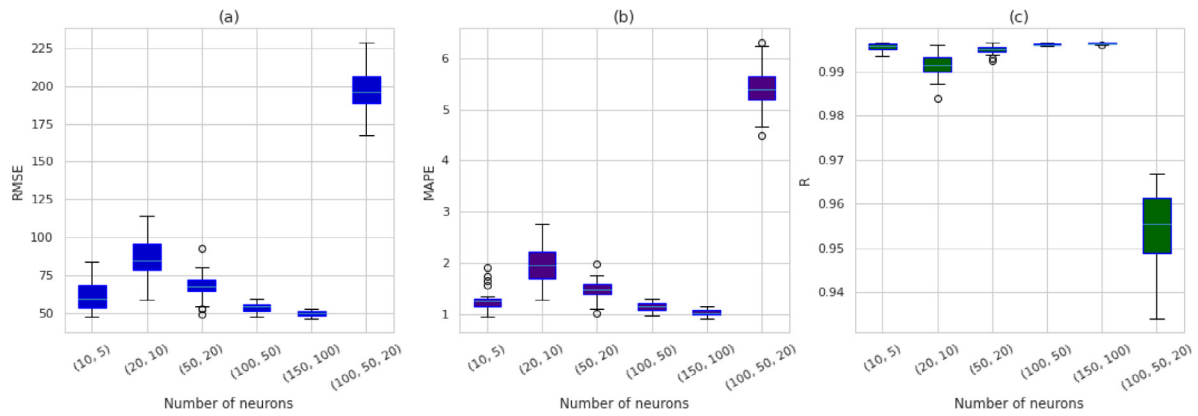 (a)
RMSE
225
200
175
150
125
100
75
50
(10, 5)
(20, 10)
(50, 20)
(100, 50)
(150, 100)
(100, 50, 20)
Number of neurons
(b)
MAPE
6
5
4
3
2
1
(10, 5)
(20, 10)
(50, 20)
(100, 50)
(150, 100)
(100, 50, 20)
Number of neurons
(c)
R
0.99
0.98
0.97
0.96
0.95
0.94
(10, 5)
(20, 10)
(50, 20)
(100, 50)
(150, 100)
(100, 50, 20)
Number of neurons